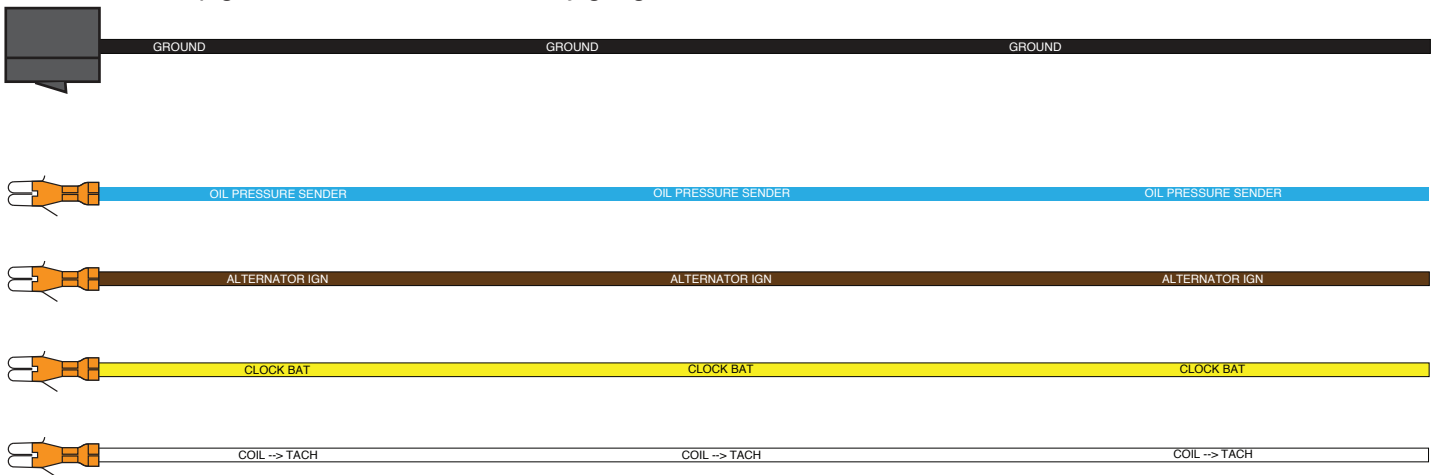 GROUND GROUND GROUND
OIL PRESSURE SENDER OIL PRESSURE SENDER OIL PRESSURE SENDER
ALTERNATOR IGN ALTERNATOR IGN ALTERNATOR IGN
CLOCK BAT CLOCK BAT CLOCK BAT
COIL --> TACH COIL --> TACH COIL --> TACH